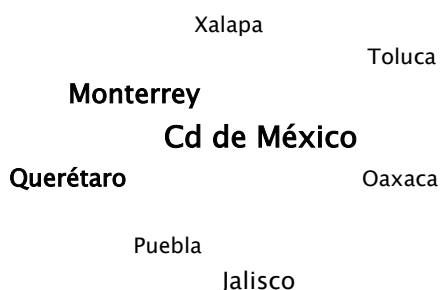 Xalapa
Toluca
Monterrey
Cd de México
Querétaro
Oaxaca
Puebla
Jalisco